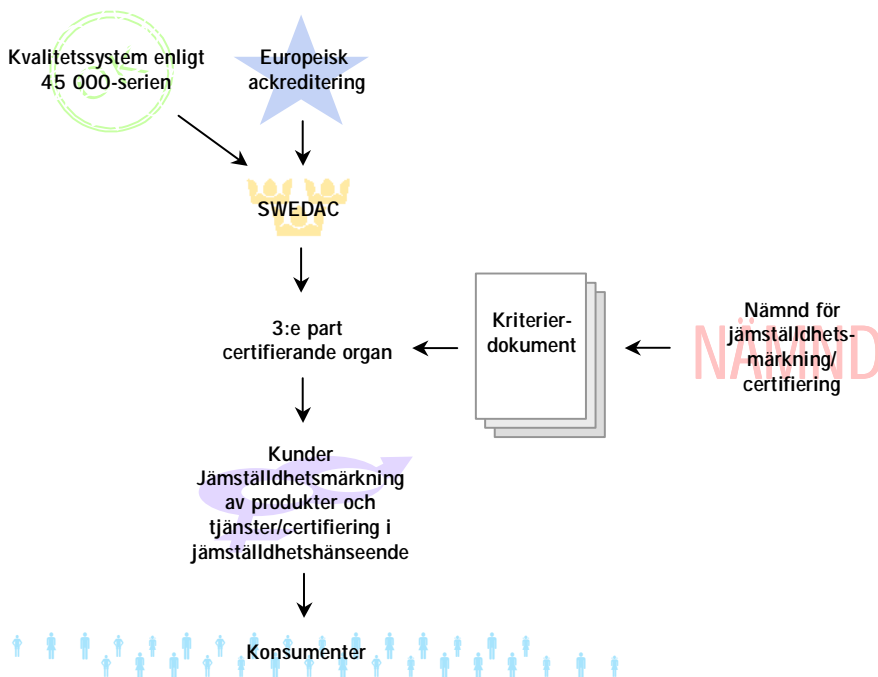 Kvalitetssystem enligt
45 000-serien
OK
Europeisk
ackreditering
SWEDAC
3:e part
certifierande organ
Kriterier-
dokument
NÄMND
Nämnd för
jämställdhets-
märkning/
certifiering
Kunder
Jämställdhetsmärkning
av produkter och
tjänster/certifiering i
jämställdhetshänseende
Konsumenter